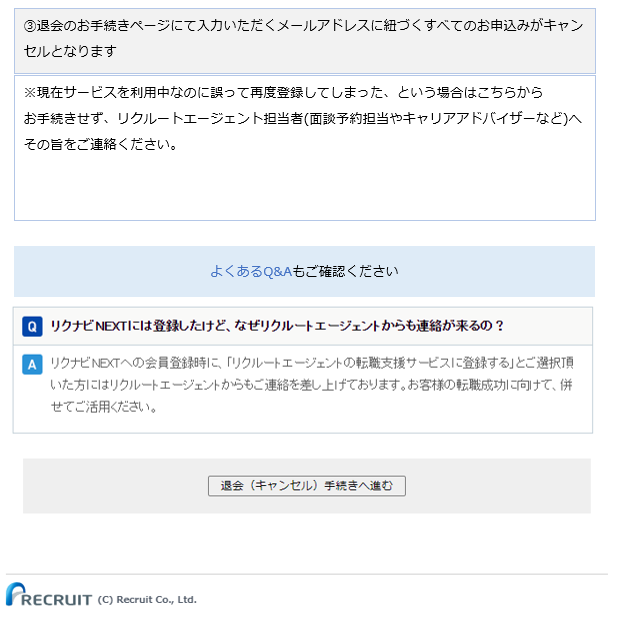 ③退会のお手続きページにて入力いただくメールアドレスに紐づくすべてのお申込みがキャン
セルとなります
※現在サービスを利用中なのに誤って再度登録してしまった、という場合はこちらから
お手続きせず、リクルートエージェント担当者(面談予約担当やキャリアアドバイザーなど)へ
その旨をご連絡ください。
よくあるQ&Aもご確認ください
Q リクナビNEXTには登録したけど、なぜリクルートエージェントからも連絡が来るの？
A リクナビNEXTへの会員登録時に、「リクルートエージェントの転職支援サービスに登録する」とご選択頂
いた方にはリクルートエージェントからもご連絡を差し上げております。お客様の転職成功に向けて、併
せてご活用ください。
退会（キャンセル）手続きへ進む
RECRUIT (C) Recruit Co., Ltd.